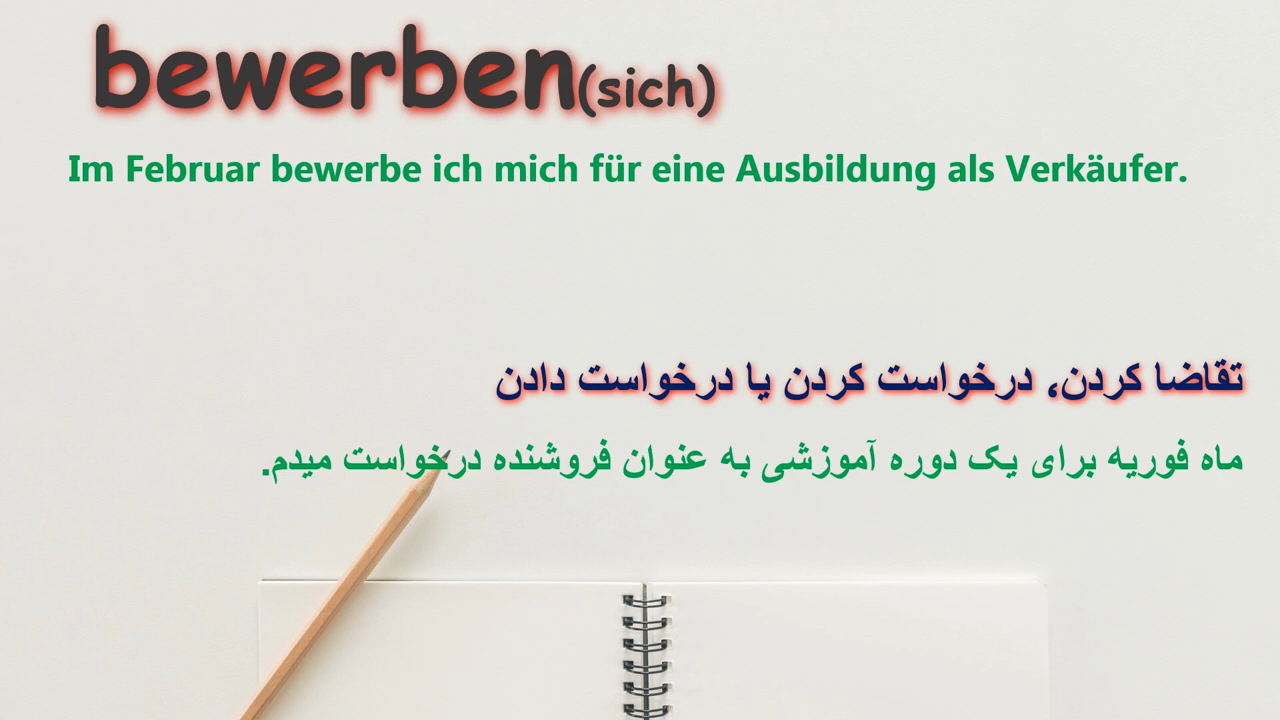 bewerben(sich)
Im Februar bewerbe ich mich für eine Ausbildung als Verkäufer.
تقاضا کردن، درخواست کردن یا درخواست دادن
ماه فوریه برای یک دوره آموزشی به عنوان فروشنده درخواست میدم.